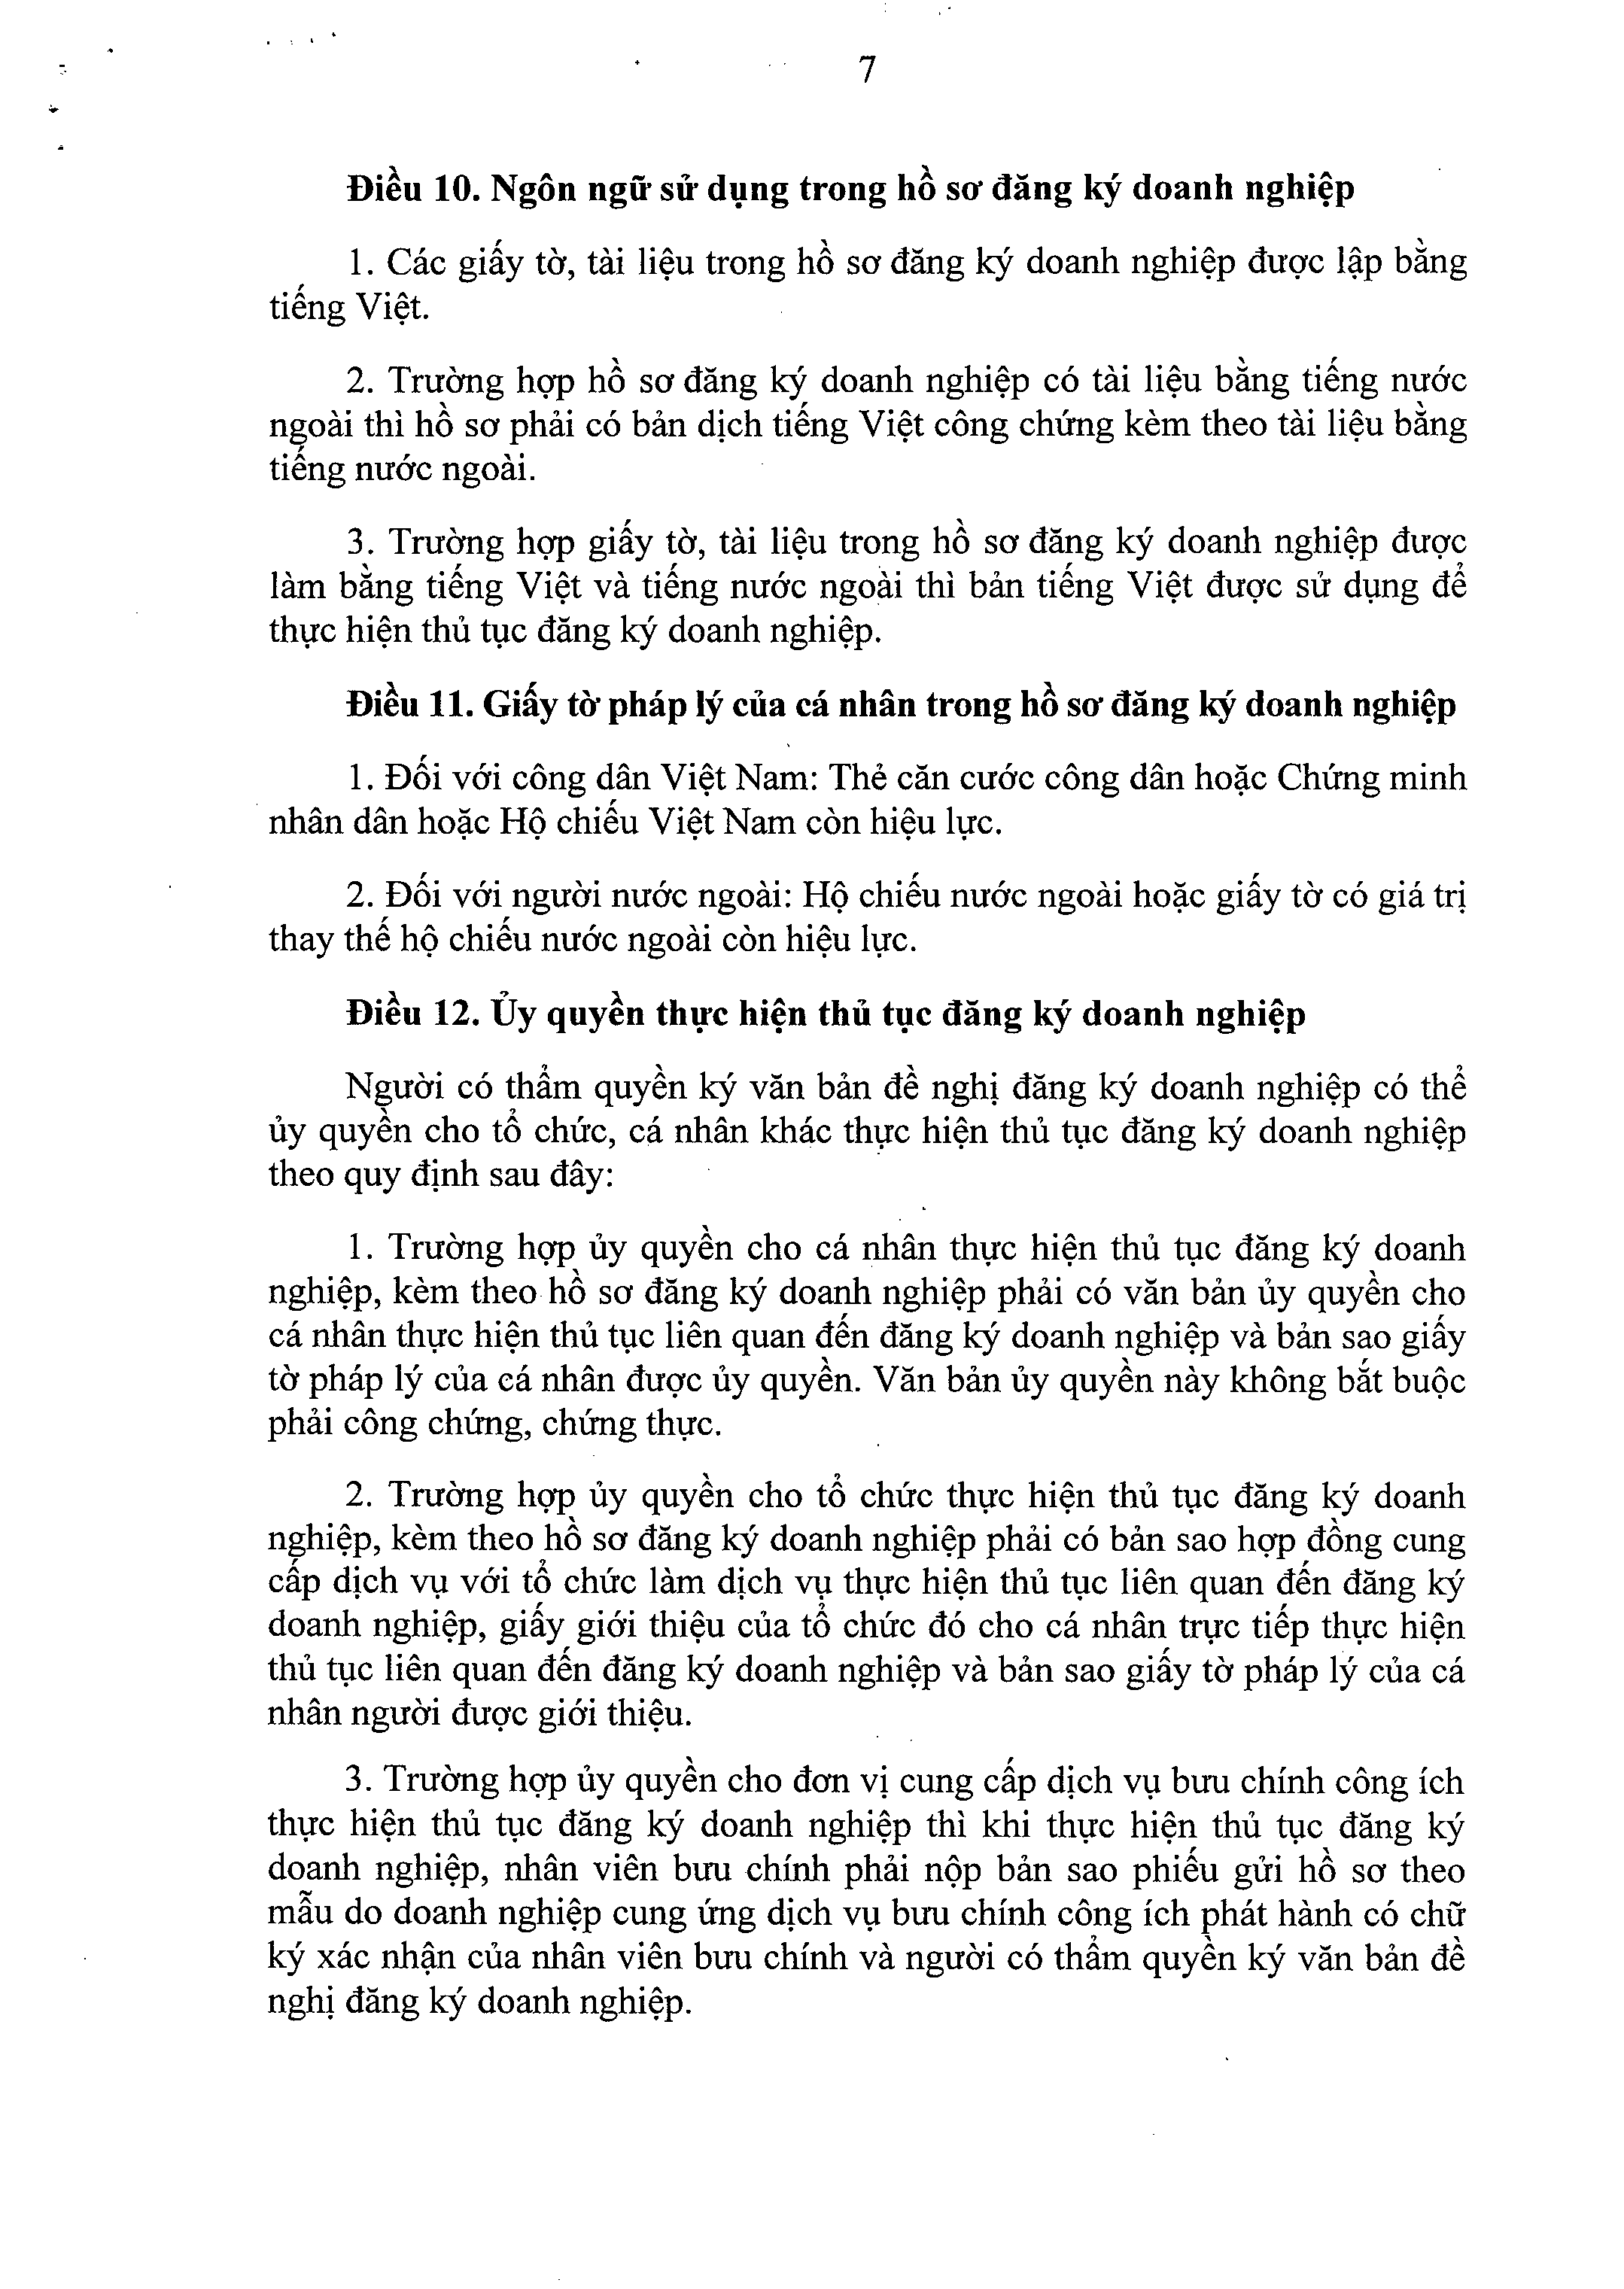 7
Điều 10. Ngôn ngữ sử dụng trong hồ sơ đăng ký doanh nghiệp
1. Các giấy tờ, tài liệu trong hồ sơ đăng ký doanh nghiệp được lập bằng
tiếng Việt.
2. Trường hợp hồ sơ đăng ký doanh nghiệp có tài liệu bằng tiếng nước
ngoài thì hồ sơ phải có bản dịch tiếng Việt công chứng kèm theo tài liệu bằng
tiếng nước ngoài.
3. Trường hợp giấy tờ, tài liệu trong hồ sơ đăng ký doanh nghiệp được
làm bằng tiếng Việt và tiếng nước ngoài thì bản tiếng Việt được sử dụng để
thực hiện thủ tục đăng ký doanh nghiệp.
Điều 11. Giấy tờ pháp lý của cá nhân trong hồ sơ đăng ký doanh nghiệp
1. Đối với công dân Việt Nam: Thẻ căn cước công dân hoặc Chứng minh
nhân dân hoặc Hộ chiếu Việt Nam còn hiệu lực.
2. Đối với người nước ngoài: Hộ chiếu nước ngoài hoặc giấy tờ có giá trị
thay thế hộ chiếu nước ngoài còn hiệu lực.
Điều 12. Ủy quyền thực hiện thủ tục đăng ký doanh nghiệp
Người có thẩm quyền ký văn bản đề nghị đăng ký doanh nghiệp có thể
ủy quyền cho tổ chức, cá nhân khác thực hiện thủ tục đăng ký doanh nghiệp
theo quy định sau đây:
1. Trường hợp ủy quyền cho cá nhân thực hiện thủ tục đăng ký doanh
nghiệp, kèm theo hồ sơ đăng ký doanh nghiệp phải có văn bản ủy quyền cho
cá nhân thực hiện thủ tục liên quan đến đăng ký doanh nghiệp và bản sao giấy
tờ pháp lý của cá nhân được ủy quyền. Văn bản ủy quyền này không bắt buộc
phải công chứng, chứng thực.
2. Trường hợp ủy quyền cho tổ chức thực hiện thủ tục đăng ký doanh
nghiệp, kèm theo hồ sơ đăng ký doanh nghiệp phải có bản sao hợp đồng cung
cấp dịch vụ với tổ chức làm dịch vụ thực hiện thủ tục liên quan đến đăng ký
doanh nghiệp, giấy giới thiệu của tổ chức đó cho cá nhân trực tiếp thực hiện
thủ tục liên quan đến đăng ký doanh nghiệp và bản sao giấy tờ pháp lý của cá
nhân người được giới thiệu.
3. Trường hợp ủy quyền cho đơn vị cung cấp dịch vụ bưu chính công ích
thực hiện thủ tục đăng ký doanh nghiệp thì khi thực hiện thủ tục đăng ký
doanh nghiệp, nhân viên bưu chính phải nộp bản sao phiếu gửi hồ sơ theo
mẫu do doanh nghiệp cung ứng dịch vụ bưu chính công ích phát hành có chữ
ký xác nhận của nhân viên bưu chính và người có thẩm quyền ký văn bản đề
nghị đăng ký doanh nghiệp.